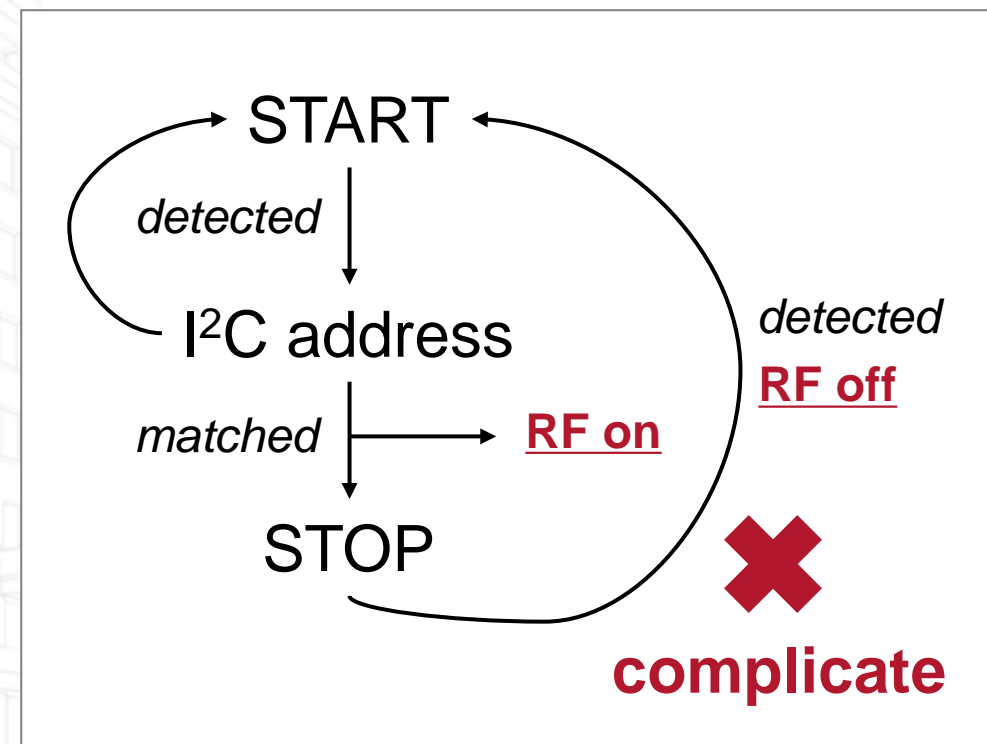 START
detected
I²C address
detected
RF off
matched
RF on
STOP
complicate